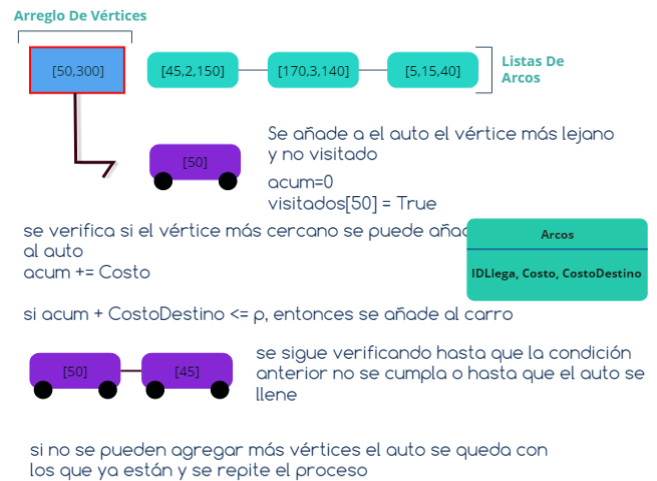 Arreglo De Vértices
[50,300]
[45,2,150]
[170,3,140]
[5,15,40]
Listas De
Arcos
[50]
Se añade a el auto el vértice más lejano
y no visitado
acum=0
visitados[50] = True
se verifica si el vértice más cercano se puede
al auto
acum += Costo
Arcos
IDLlega, Costo, CostoDestino
si acum + CostoDestino <= p, entonces se añade al carro
[50]
[45]
se sigue verificando hasta que la condición
anterior no se cumpla o hasta que el auto se
llene
si no se pueden agregar más vértices el auto se queda con
los que ya están y se repite el proceso